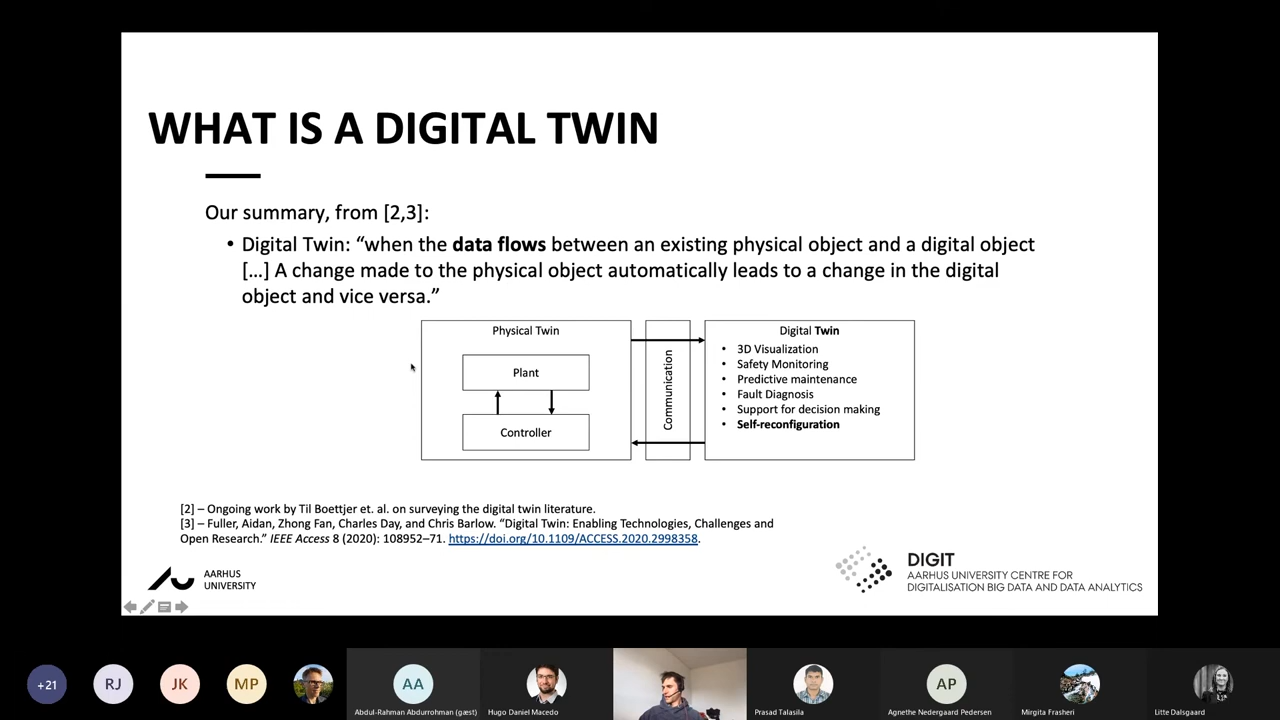 WHAT IS A DIGITAL TWIN
Our summary, from [2,3]:
• Digital Twin: “when the data flows between an existing physical object and a digital object
[…] A change made to the physical object automatically leads to a change in the digital
object and vice versa.”
Physical Twin
Plant
Controller
Communication
Digital Twin
• 3D Visualization
• Safety Monitoring
• Predictive maintenance
• Fault Diagnosis
• Support for decision making
• Self-reconfiguration
[2] – Ongoing work by Til Boettjer et. al. on surveying the digital twin literature.
[3] – Fuller, Aidan, Zhong Fan, Charles Day, and Chris Barlow. “Digital Twin: Enabling Technologies, Challenges and
Open Research.” IEEE Access 8 (2020): 108952–71. https://doi.org/10.1109/ACCESS.2020.2998358.
AARHUS
UNIVERSITY
DIGIT
AARHUS UNIVERSITY CENTRE FOR
DIGITALISATION BIG DATA AND DATA ANALYTICS
+21
RJ
JK
MP
AA
Abdul-Rahman Abdurrohman (gæst)
Hugo Daniel Macedo
Prasad Talasila
AP
Agnethe Nedergaard Pedersen
Mirgita Frasheri
Litte Dalsgaard